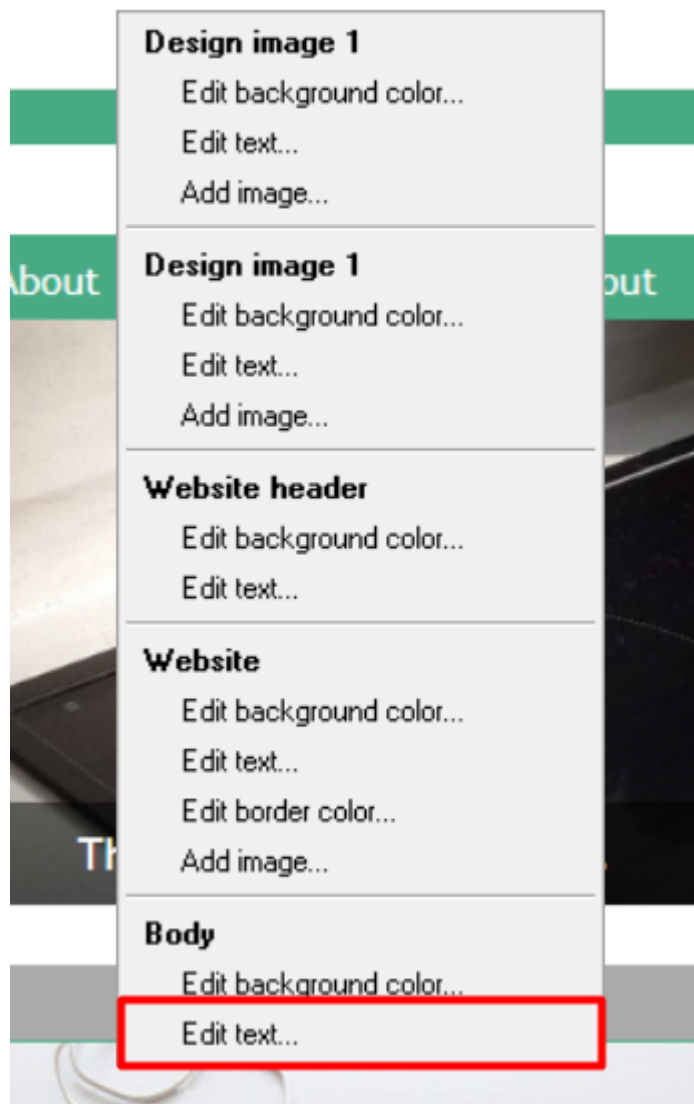 Design image 1
Edit background color...
Edit text...
Add image...
Design image 1
About
out
Edit background color...
Edit text...
Add image...
Website header
Edit background color...
Edit text...
Website
Edit background color...
Edit text...
Edit border color...
Th
Add image...
Body
Edit background color...
Edit text...